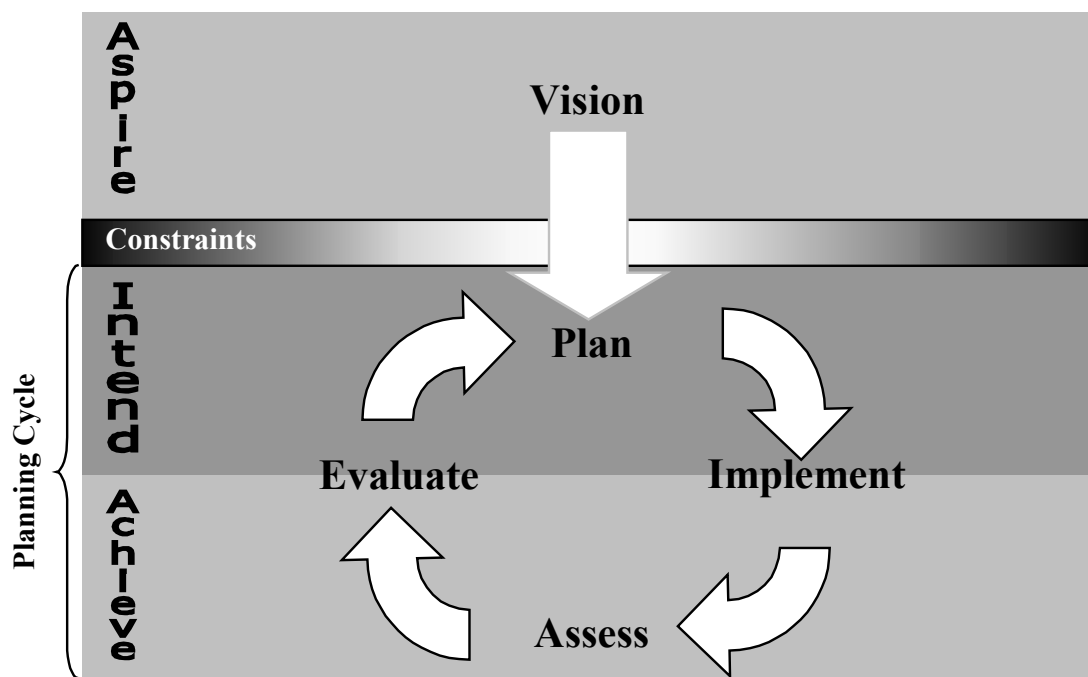 Aspire
Vision
Constraints
Intend
Plan
Planning Cycle
Evaluate
Implement
Achieve
Assess